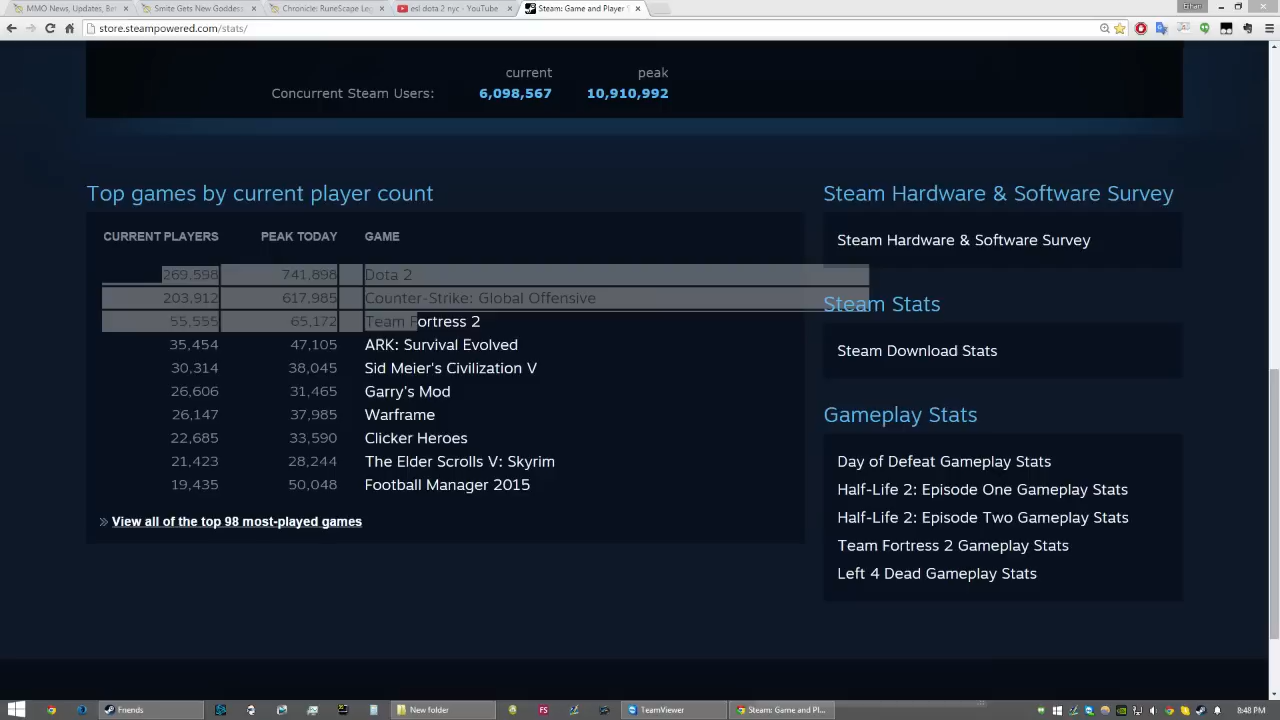 MMO News, Updates, Be
Smite Gets New Goddess
Chronicle: RuneScape Leg
esl dota 2 nyc - YouTube
Steam: Game and Player S
Ethan
store.steampowered.com/stats/
current peak
Concurrent Steam Users: 6,098,567 10,910,992
Top games by current player count
CURRENT PLAYERS PEAK TODAY GAME
269,598 741,898 Dota 2
203,912 617,985 Counter-Strike: Global Offensive
55,555 65,172 Team Fortress 2
35,454 47,105 ARK: Survival Evolved
30,314 38,045 Sid Meier's Civilization V
26,606 31,465 Garry's Mod
26,147 37,985 Warframe
22,685 33,590 Clicker Heroes
21,423 28,244 The Elder Scrolls V: Skyrim
19,435 50,048 Football Manager 2015
» View all of the top 98 most-played games
Steam Hardware & Software Survey
Steam Hardware & Software Survey
Steam Stats
Steam Download Stats
Gameplay Stats
Day of Defeat Gameplay Stats
Half-Life 2: Episode One Gameplay Stats
Half-Life 2: Episode Two Gameplay Stats
Team Fortress 2 Gameplay Stats
Left 4 Dead Gameplay Stats
Friends
New folder
FS
TeamViewer
Steam: Game and Pl...
8:48 PM